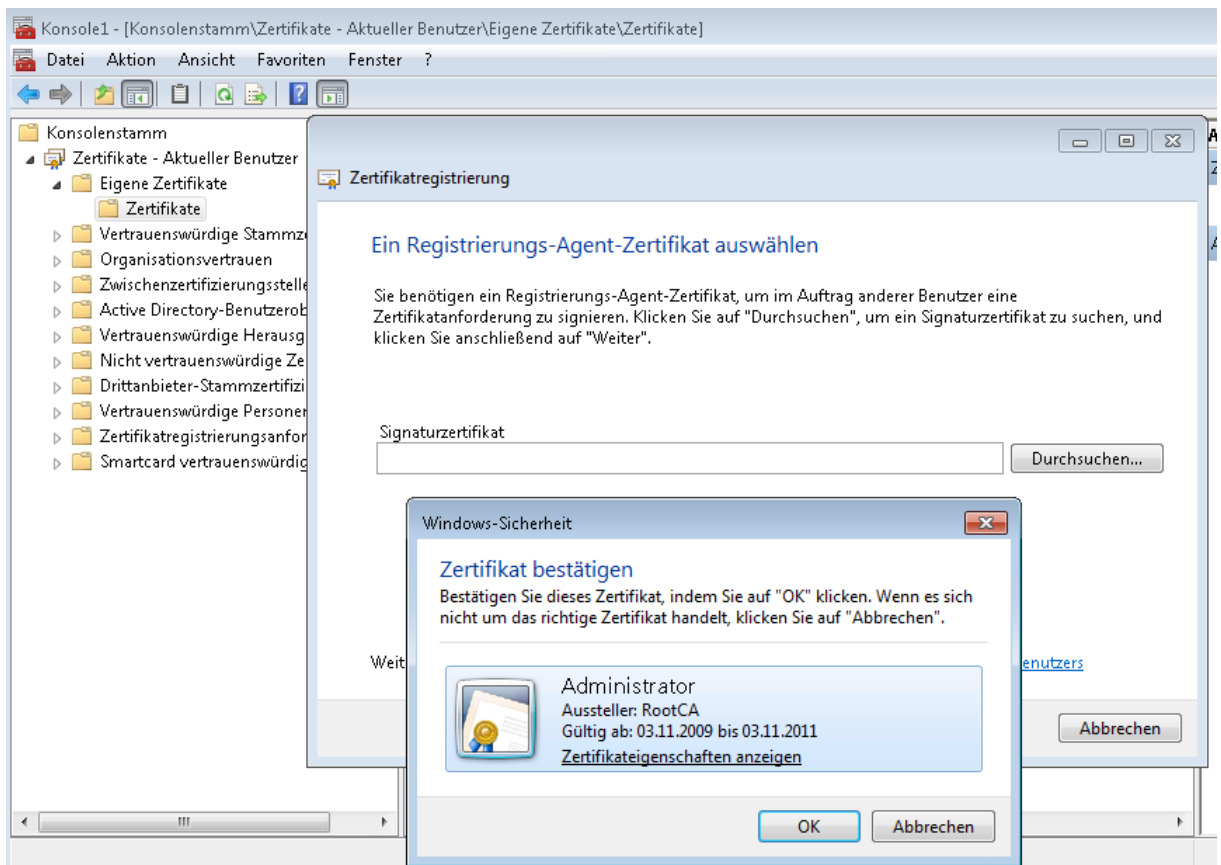 Konsole1 - [Konsolenstamm\Zertifikate - Aktueller Benutzer\Eigene Zertifikate\Zertifikate]
Datei Aktion Ansicht Favoriten Fenster ?
Konsolenstamm
Zertifikate - Aktueller Benutzer
Eigene Zertifikate
Zertifikate
Vertrauenswürdige Stammz
Organisationsvertrauen
Zwischenzertifizierungsstelle
Active Directory-Benutzerob
Vertrauenswürdige Herausg
Nicht vertrauenswürdige Ze
Drittanbieter-Stammzertifizi
Vertrauenswürdige Personer
Zertifikatregistrierungsanfor
Smartcard vertrauenswürdig
Zertifikatregistrierung
Ein Registrierungs-Agent-Zertifikat auswählen
Sie benötigen ein Registrierungs-Agent-Zertifikat, um im Auftrag anderer Benutzer eine
Zertifikatanforderung zu signieren. Klicken Sie auf "Durchsuchen", um ein Signaturzertifikat zu suchen, und
klicken Sie anschließend auf "Weiter".
Signaturzertifikat
Durchsuchen...
Weit
enutzers
Abbrechen
Windows-Sicherheit
Zertifikat bestätigen
Bestätigen Sie dieses Zertifikat, indem Sie auf "OK" klicken. Wenn es sich
nicht um das richtige Zertifikat handelt, klicken Sie auf "Abbrechen".
Administrator
Aussteller: RootCA
Gültig ab: 03.11.2009 bis 03.11.2011
Zertifikateigenschaften anzeigen
OK
Abbrechen